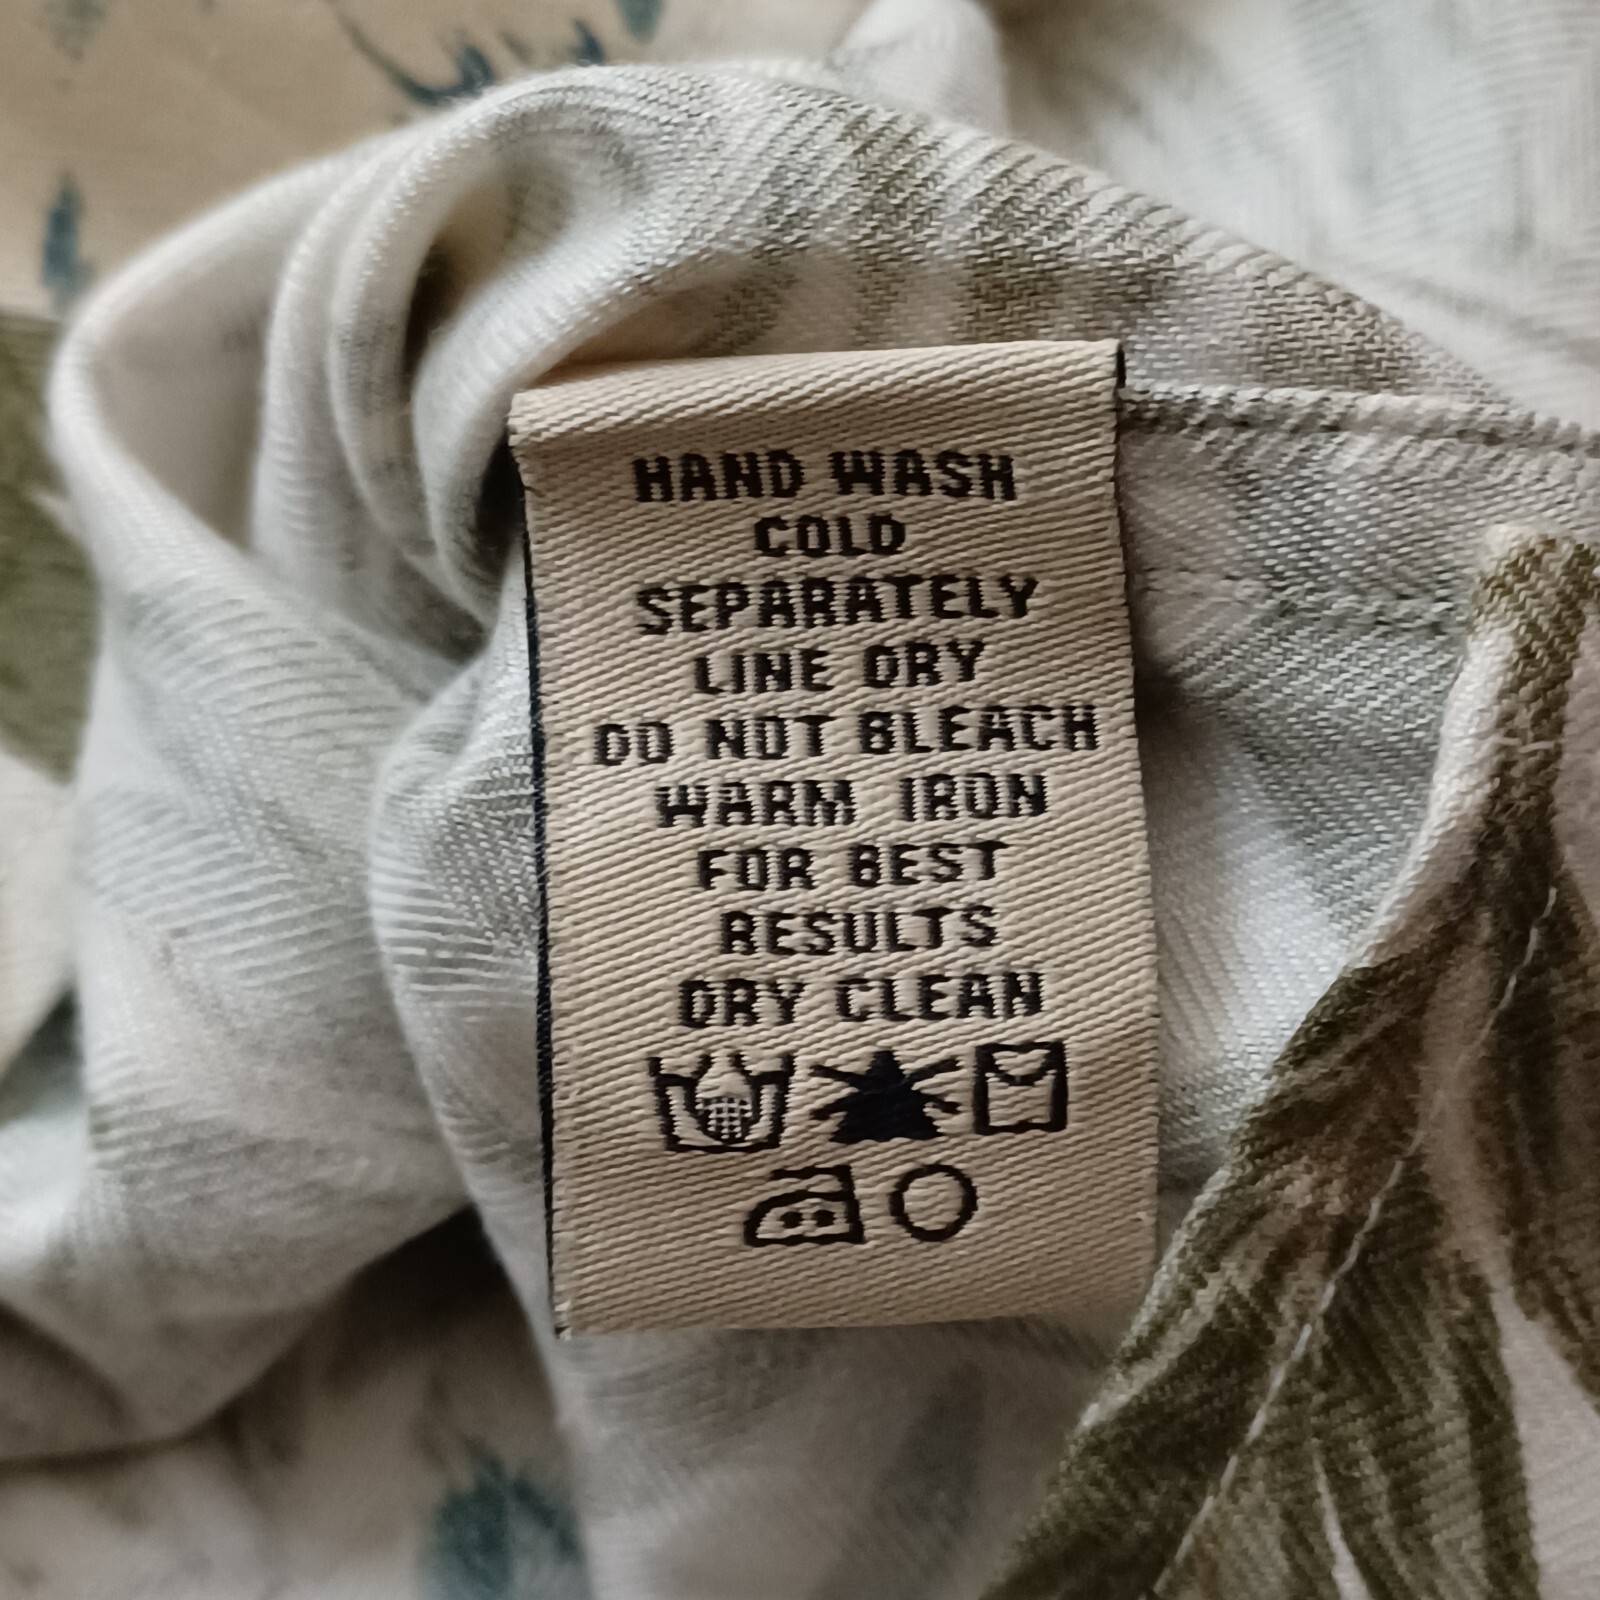 HAND WASH
COLD
SEPARATELY
LINE DRY
DO NOT BLEACH
WARM IRON
FOR BEST
RESULTS
DRY CLEAN